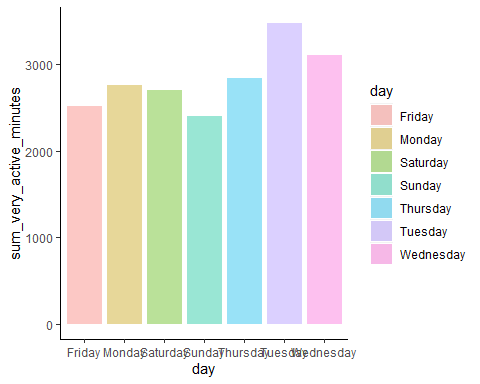 sum_very_active_minutes
3000
2000
1000
0
Friday Monday Saturday Sunday Thursday Tuesday Wednesday
day
day
Friday
Monday
Saturday
Sunday
Thursday
Tuesday
Wednesday